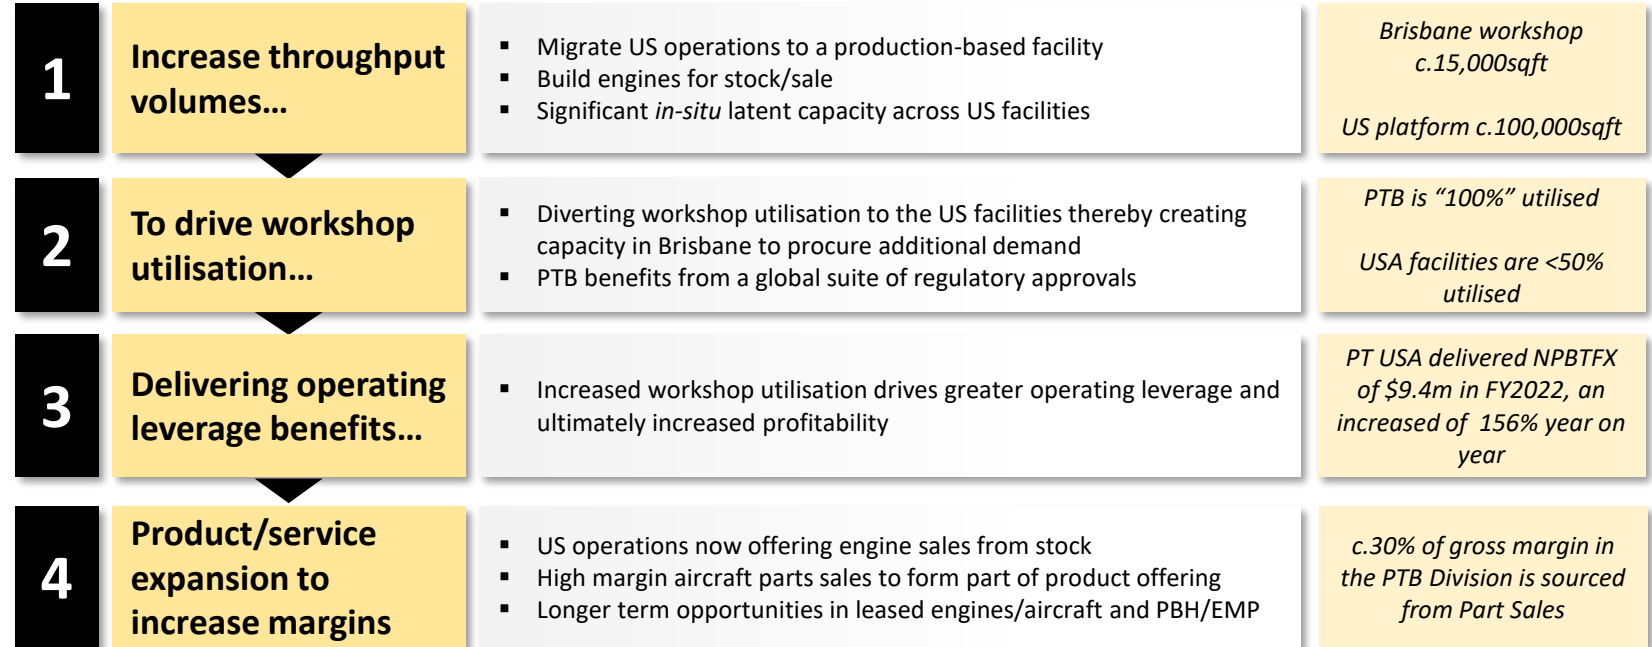 1
Increase throughput
volumes…
▪ Migrate US operations to a production-based facility
▪ Build engines for stock/sale
▪ Significant in-situ latent capacity across US facilities
Brisbane workshop
c.15,000sqft
US platform c.100,000sqft
2
To drive workshop
utilisation…
▪ Diverting workshop utilisation to the US facilities thereby creating
capacity in Brisbane to procure additional demand
▪ PTB benefits from a global suite of regulatory approvals
PTB is “100%” utilised
USA facilities are <50%
utilised
3
Delivering operating
leverage benefits…
▪ Increased workshop utilisation drives greater operating leverage and
ultimately increased profitability
PT USA delivered NPBTFX
of $9.4m in FY2022, an
increased of 156% year on
year
4
Product/service
expansion to
increase margins
▪ US operations now offering engine sales from stock
▪ High margin aircraft parts sales to form part of product offering
▪ Longer term opportunities in leased engines/aircraft and PBH/EMP
c.30% of gross margin in
the PTB Division is sourced
from Part Sales